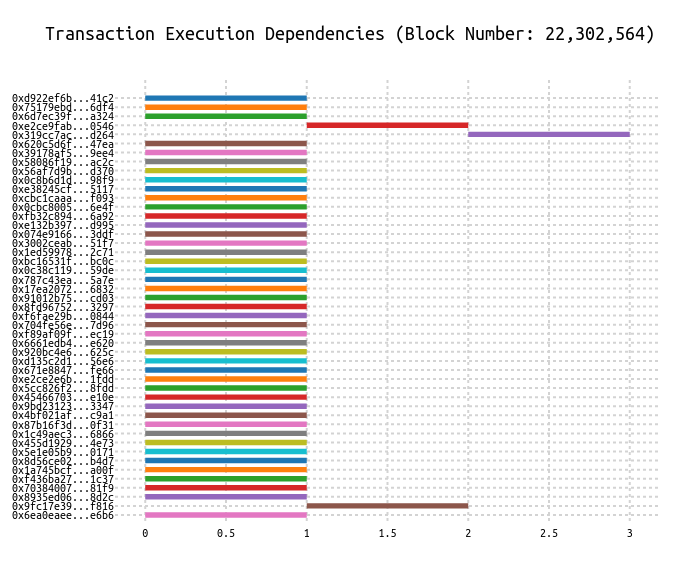 Transaction Execution Dependencies (Block Number: 22,302,564)
0xd922ef6b...41c2
0x75179ebd...6df4
0x6d7ec39f...a324
0xe2ce9fab...0546
0x319cc7ac...d264
0x620c5d6f...47ea
0x39178af5...9ee4
0x58086f19...ac2c
0x56af7d9b...d370
0x0c8b6d1d...98f9
0xe38245cf...5117
0xcbc1caaa...f093
0x0cbc8005...6e4f
0xfb32c894...6a92
0xe132b397...d995
0x074e9166...3ddf
0x3002ceab...51f7
0x1ed59978...2c71
0xbc16531f...bc0c
0x0c38c119...59de
0x787c43ea...5a7e
0x17ea2072...6832
0x91012b75...cd03
0x8fd96752...3297
0xf6fae29b...0844
0x704fe56e...7d96
0xf89af09f...ec19
0x6661edb4...e620
0x920bc4e6...625c
0xd135c2d1...56e6
0x671e8847...fe66
0xe2ce2e6b...1fdd
0x5cc826f2...8fdd
0x45466703...e10e
0x9bd23123...3347
0x4bf021af...c9a1
0x87b16f3d...0f31
0x1c49aec3...6866
0x455d1929...4e73
0x5e1e05b9...0171
0x8d56ce02...b4d7
0x1a745bcf...a00f
0xf436ba27...1c37
0x70384007...81f9
0x8935ed06...8d2c
0x9fc17e39...f816
0x6ea0eaee...e6b6
0 0.5 1 1.5 2 2.5 3